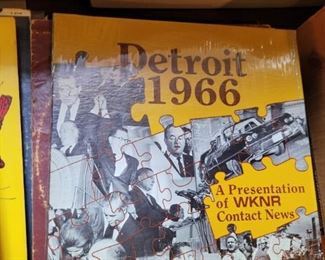 Detroit
1966
A Presentation
of WKNR
Contact News